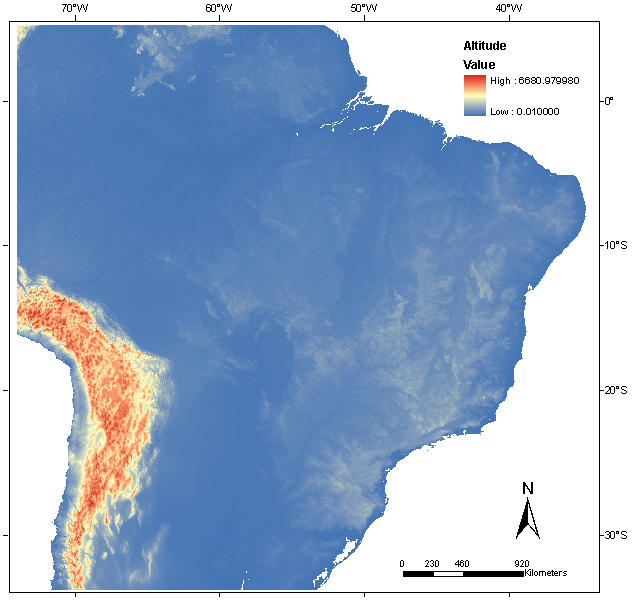 70°W 60°W 50°W 40°W
Altitude
Value
High : 6680.979980
Low : 0.010000
0°
10°S
20°S
30°S
N
0 230 460 920
Kilometers